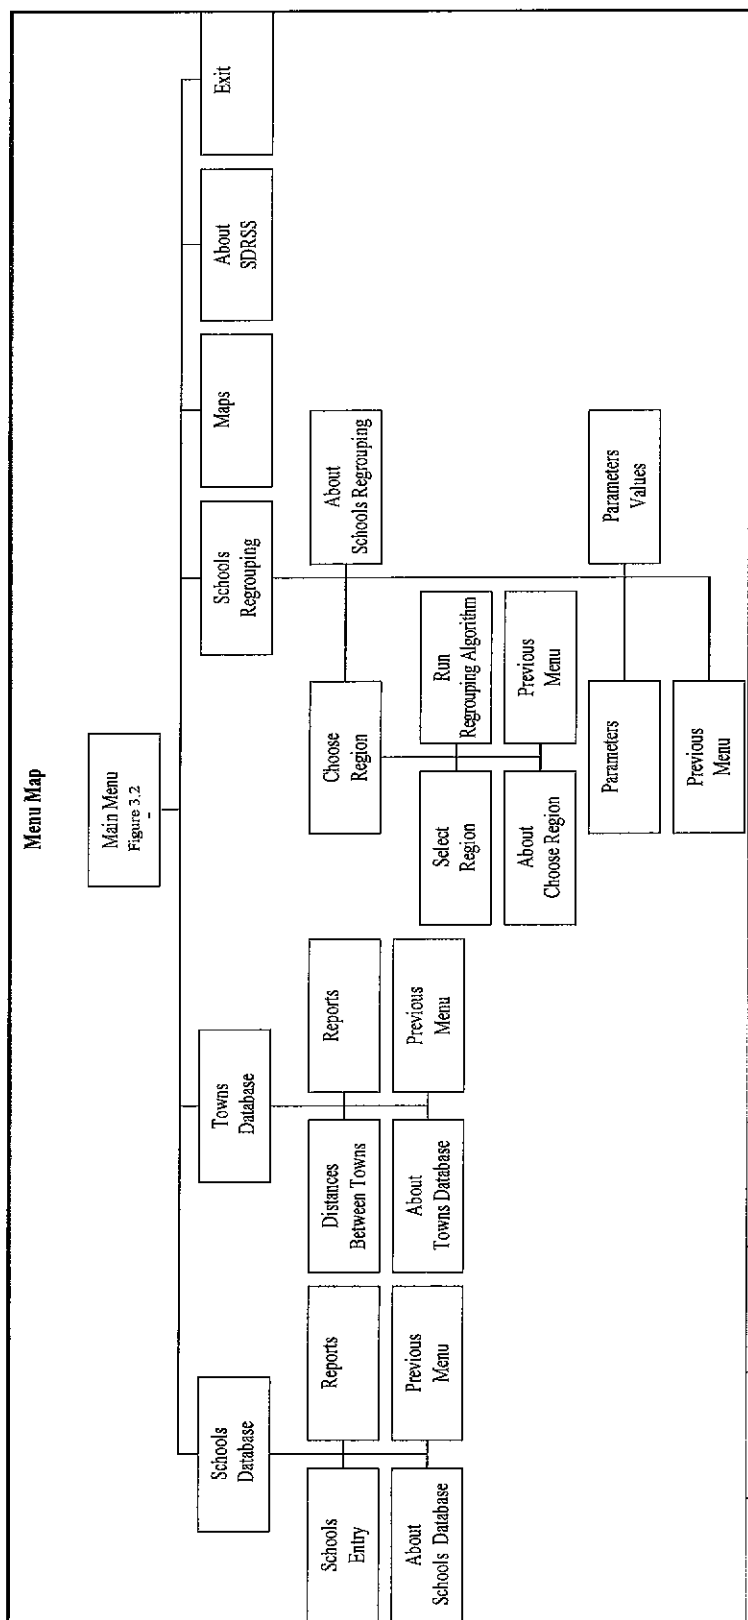 Menu Map
Main Menu
Figure 3.2
Schools
Database
Towns
Database
Schools
Regrouping
Maps
About
SDRSS
Exit
Schools
Entry
Reports
About
Schools Database
Previous
Menu
Distances
Between Towns
Reports
About
Towns Database
Previous
Menu
Choose
Region
About
Schools Regrouping
Select
Region
Run
Regrouping Algorithm
About
Choose Region
Previous
Menu
Parameters
Parameters
Values
Previous
Menu